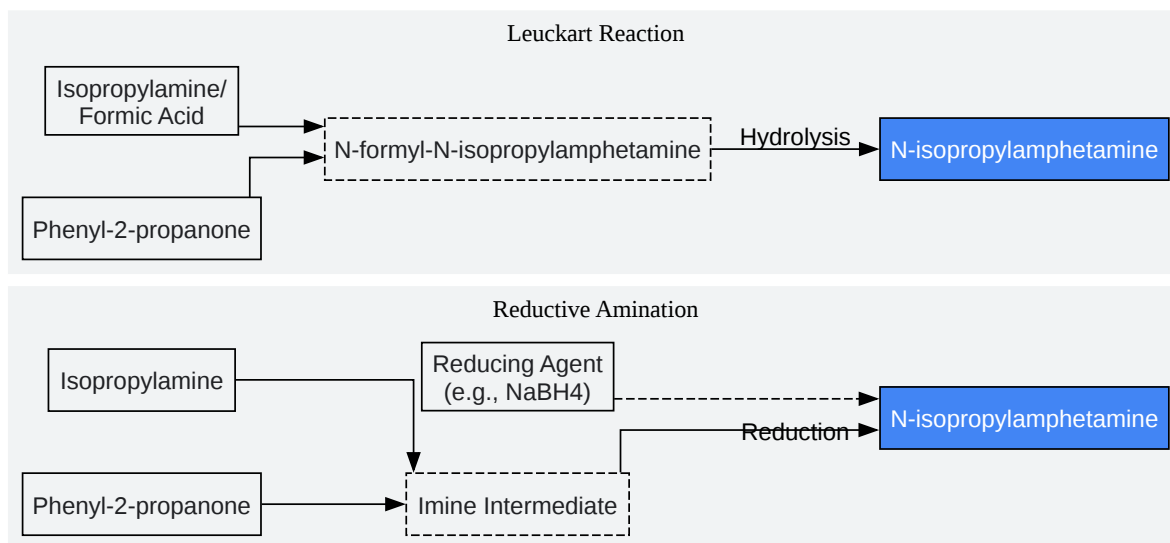 Leuckart Reaction
Isopropylamine/
Formic Acid
N-formyl-N-isopropylamphetamine
Hydrolysis
N-isopropylamphetamine
Phenyl-2-propanone
Reductive Amination
Isopropylamine
Reducing Agent
(e.g., NaBH4)
N-isopropylamphetamine
Reduction
Phenyl-2-propanone
Imine Intermediate